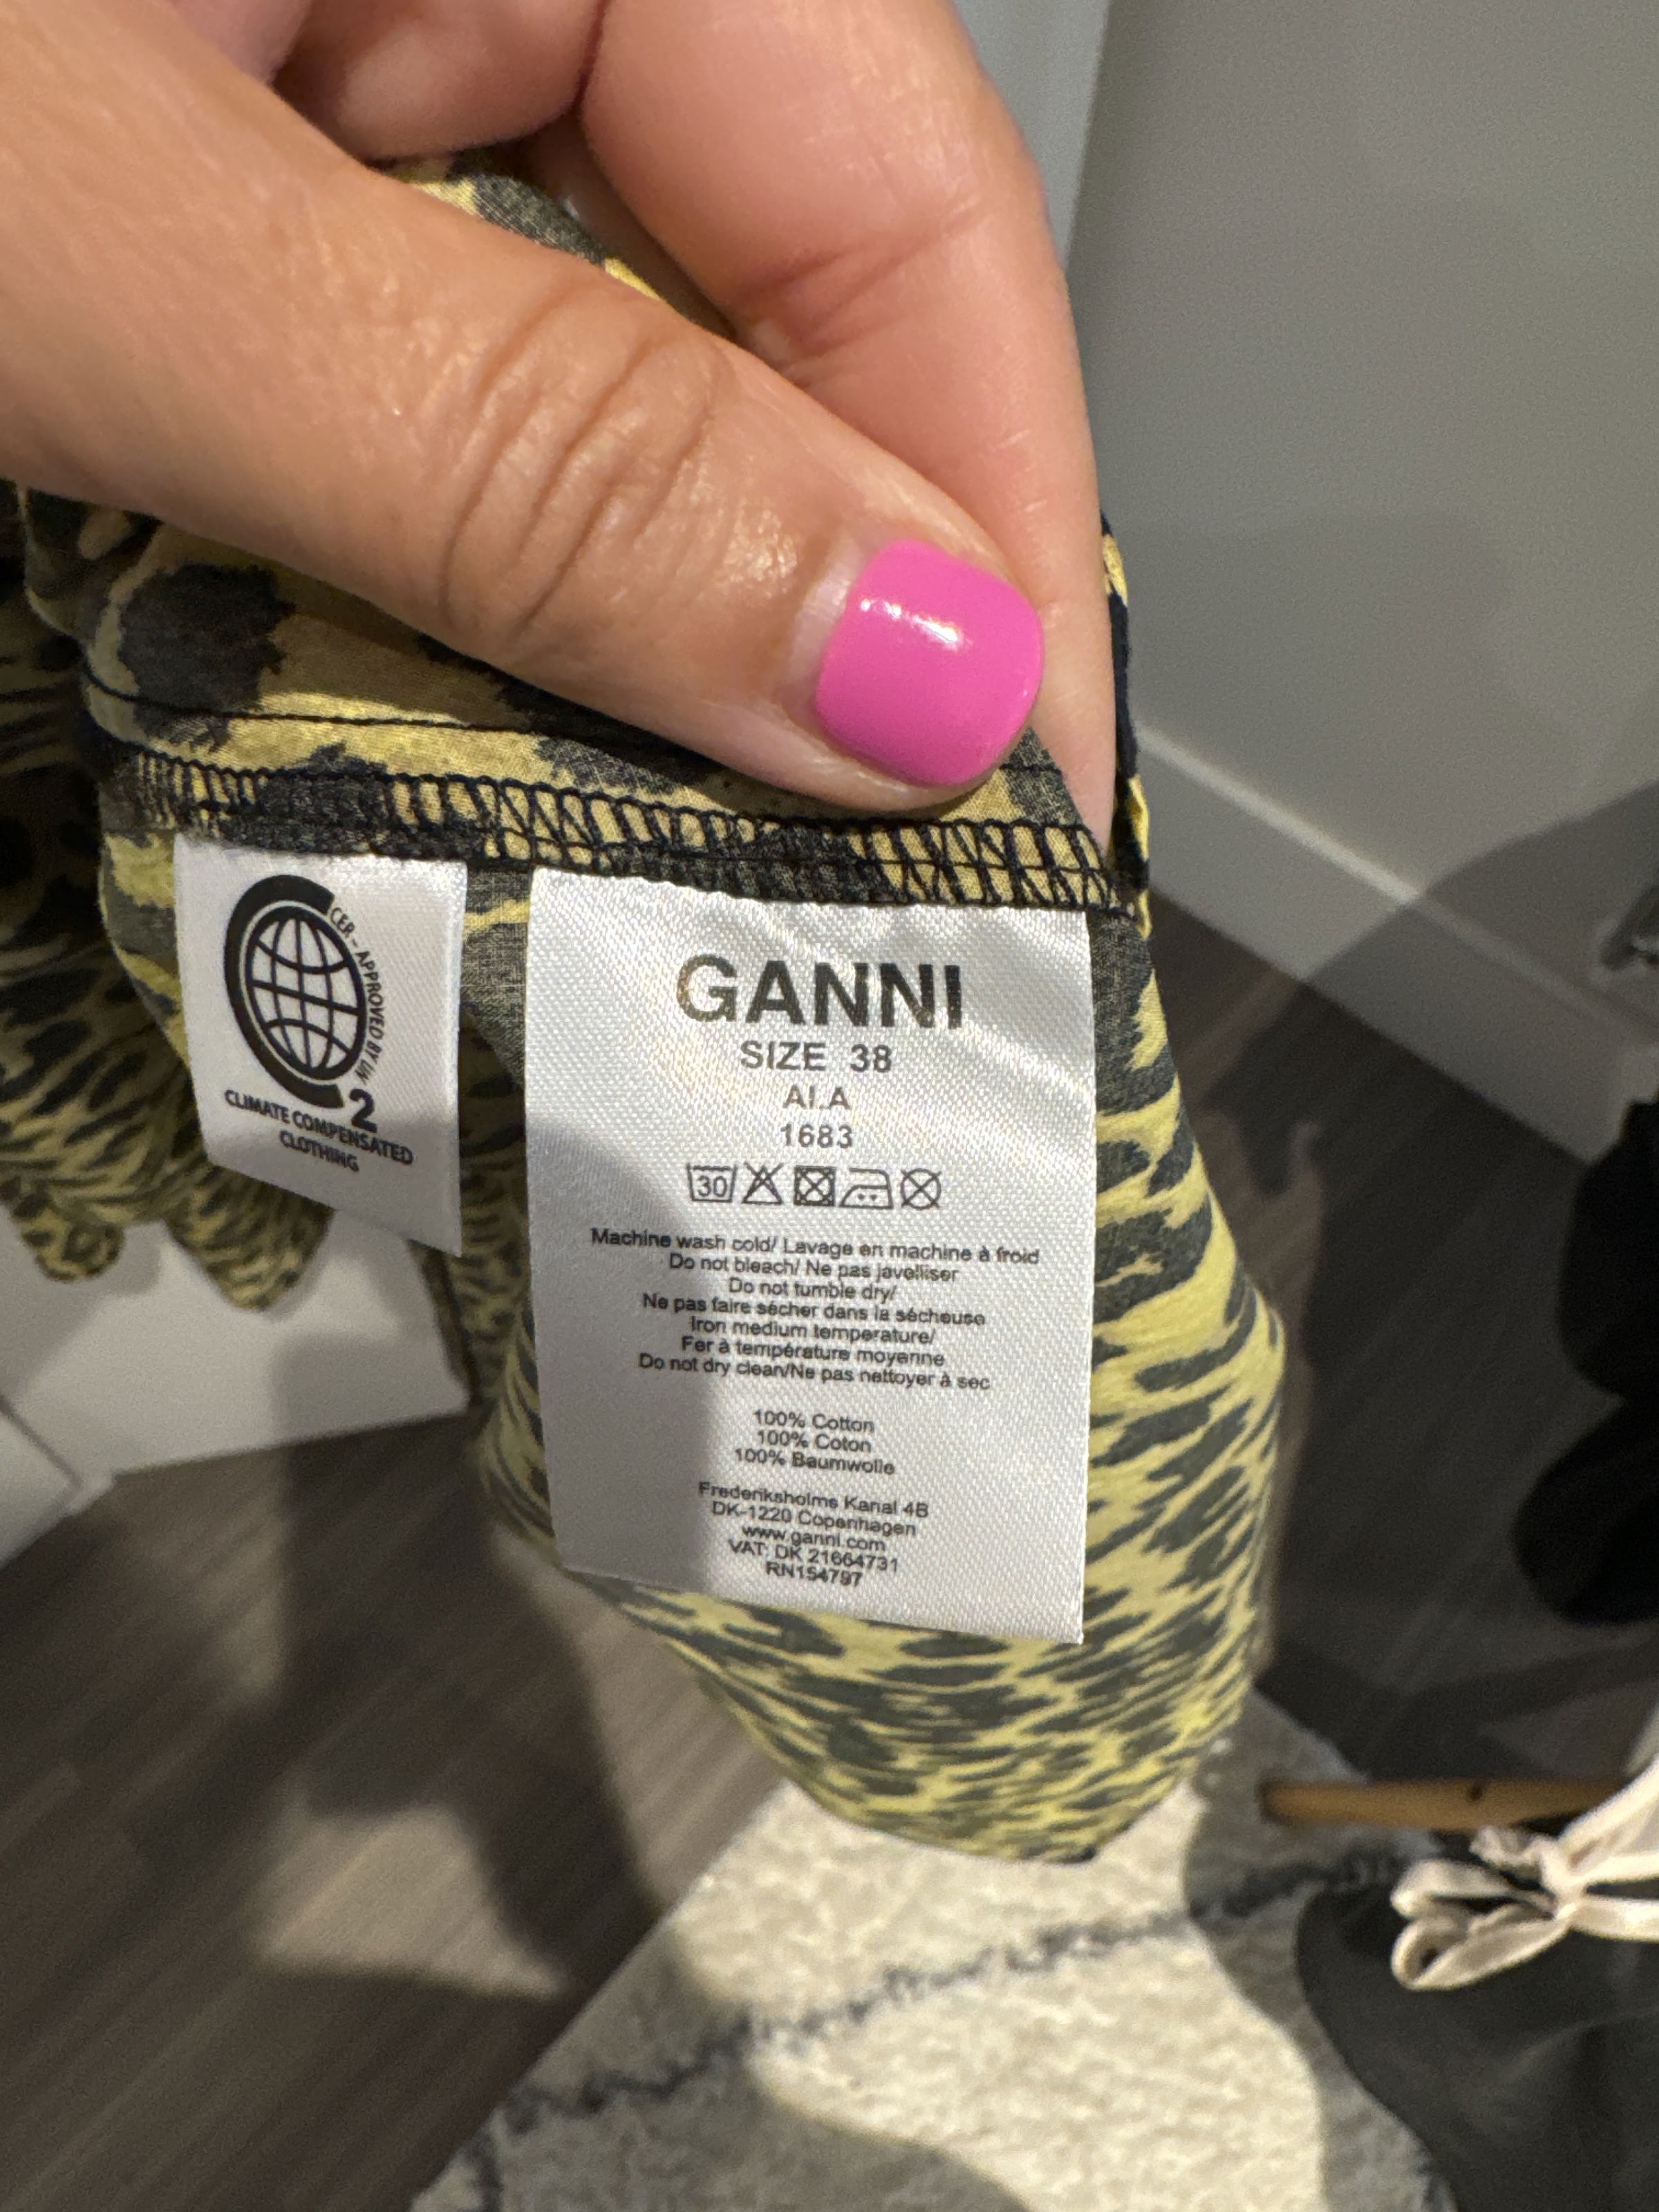 CER - APPROVED BY UN
2
CLIMATE COMPENSATED
CLOTHING
GANNI
SIZE 38
ALA
1683
30
Machine wash cold/ Lavage en machine à froid
Do not bleach/ Ne pas javelliser
Do not tumble dry/
Ne pas faire sécher dans la sécheuse
Iron medium temperature/
Fer à température moyenne
Do not dry clean/Ne pas nettoyer à sec
100% Cotton
100% Coton
100% Baumwolle
Frederiksholms Kanal 4B
DK-1220 Copenhagen
www.ganni.com
VAT: DK 21664731
RN154797